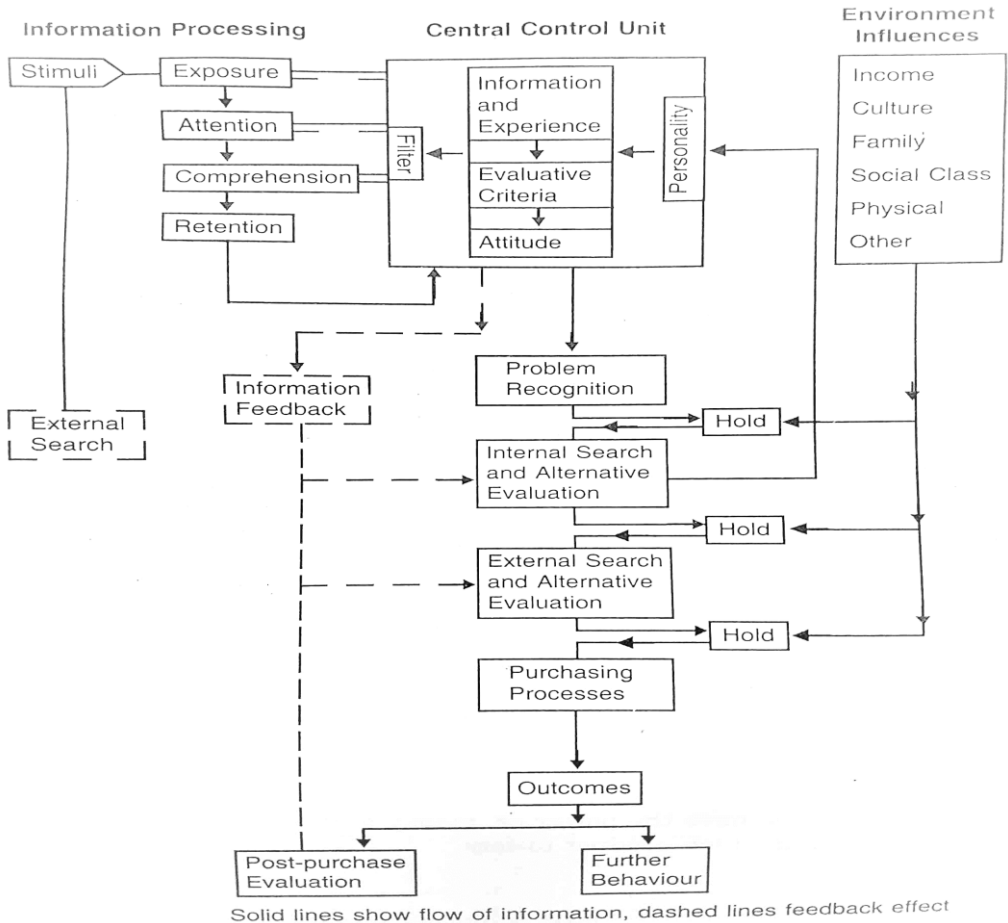 Information Processing
Central Control Unit
Environment
Influences
Stimuli
Exposure
Attention
Comprehension
Retention
Filter
Information
and
Experience
Evaluative
Criteria
Attitude
Personality
Income
Culture
Family
Social Class
Physical
Other
Information
Feedback
External
Search
Problem
Recognition
Hold
Internal Search
and Alternative
Evaluation
Hold
External Search
and Alternative
Evaluation
Hold
Purchasing
Processes
Outcomes
Post-purchase
Evaluation
Further
Behaviour
Solid lines show flow of information, dashed lines feedback effect